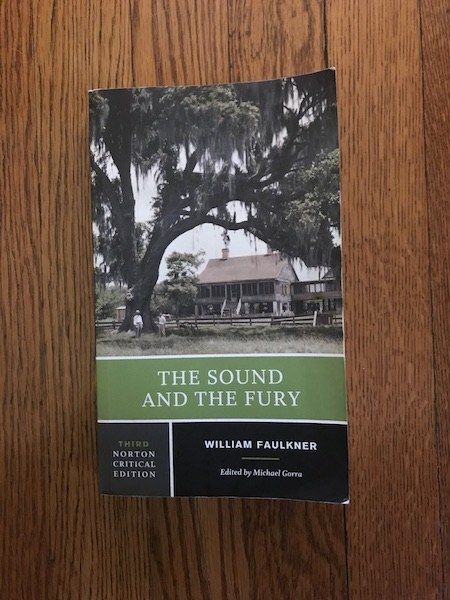 THE SOUND
AND THE FURY
THIRD
NORTON
CRITICAL
EDITION
WILLIAM FAULKNER
Edited by Michael Gorra